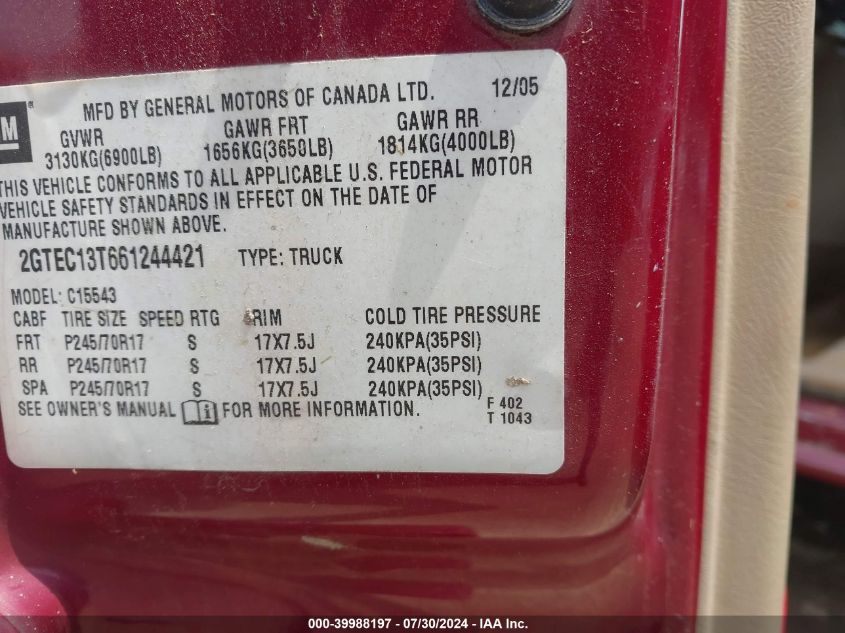 GM
MFD BY GENERAL MOTORS OF CANADA LTD. 12/05
GVWR GAWR FRT GAWR RR
3130KG(6900LB) 1656KG(3650LB) 1814KG(4000LB)
THIS VEHICLE CONFORMS TO ALL APPLICABLE U.S. FEDERAL MOTOR
VEHICLE SAFETY STANDARDS IN EFFECT ON THE DATE OF
MANUFACTURE SHOWN ABOVE.
2GTEC13T661244421 TYPE: TRUCK
MODEL: C15543
CABF TIRE SIZE SPEED RTG RIM COLD TIRE PRESSURE
FRT P245/70R17 S 17X7.5J 240KPA(35PSI)
RR P245/70R17 S 17X7.5J 240KPA(35PSI)
SPA P245/70R17 S 17X7.5J 240KPA(35PSI)
SEE OWNER'S MANUAL i FOR MORE INFORMATION.
F 402
T 1043
000-39988197 / 07/30/2024 - IAA Inc.